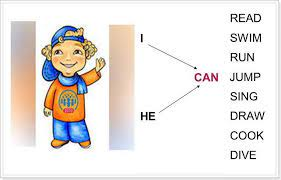 I
HE
CAN
READ
SWIM
RUN
JUMP
SING
DRAW
COOK
DIVE